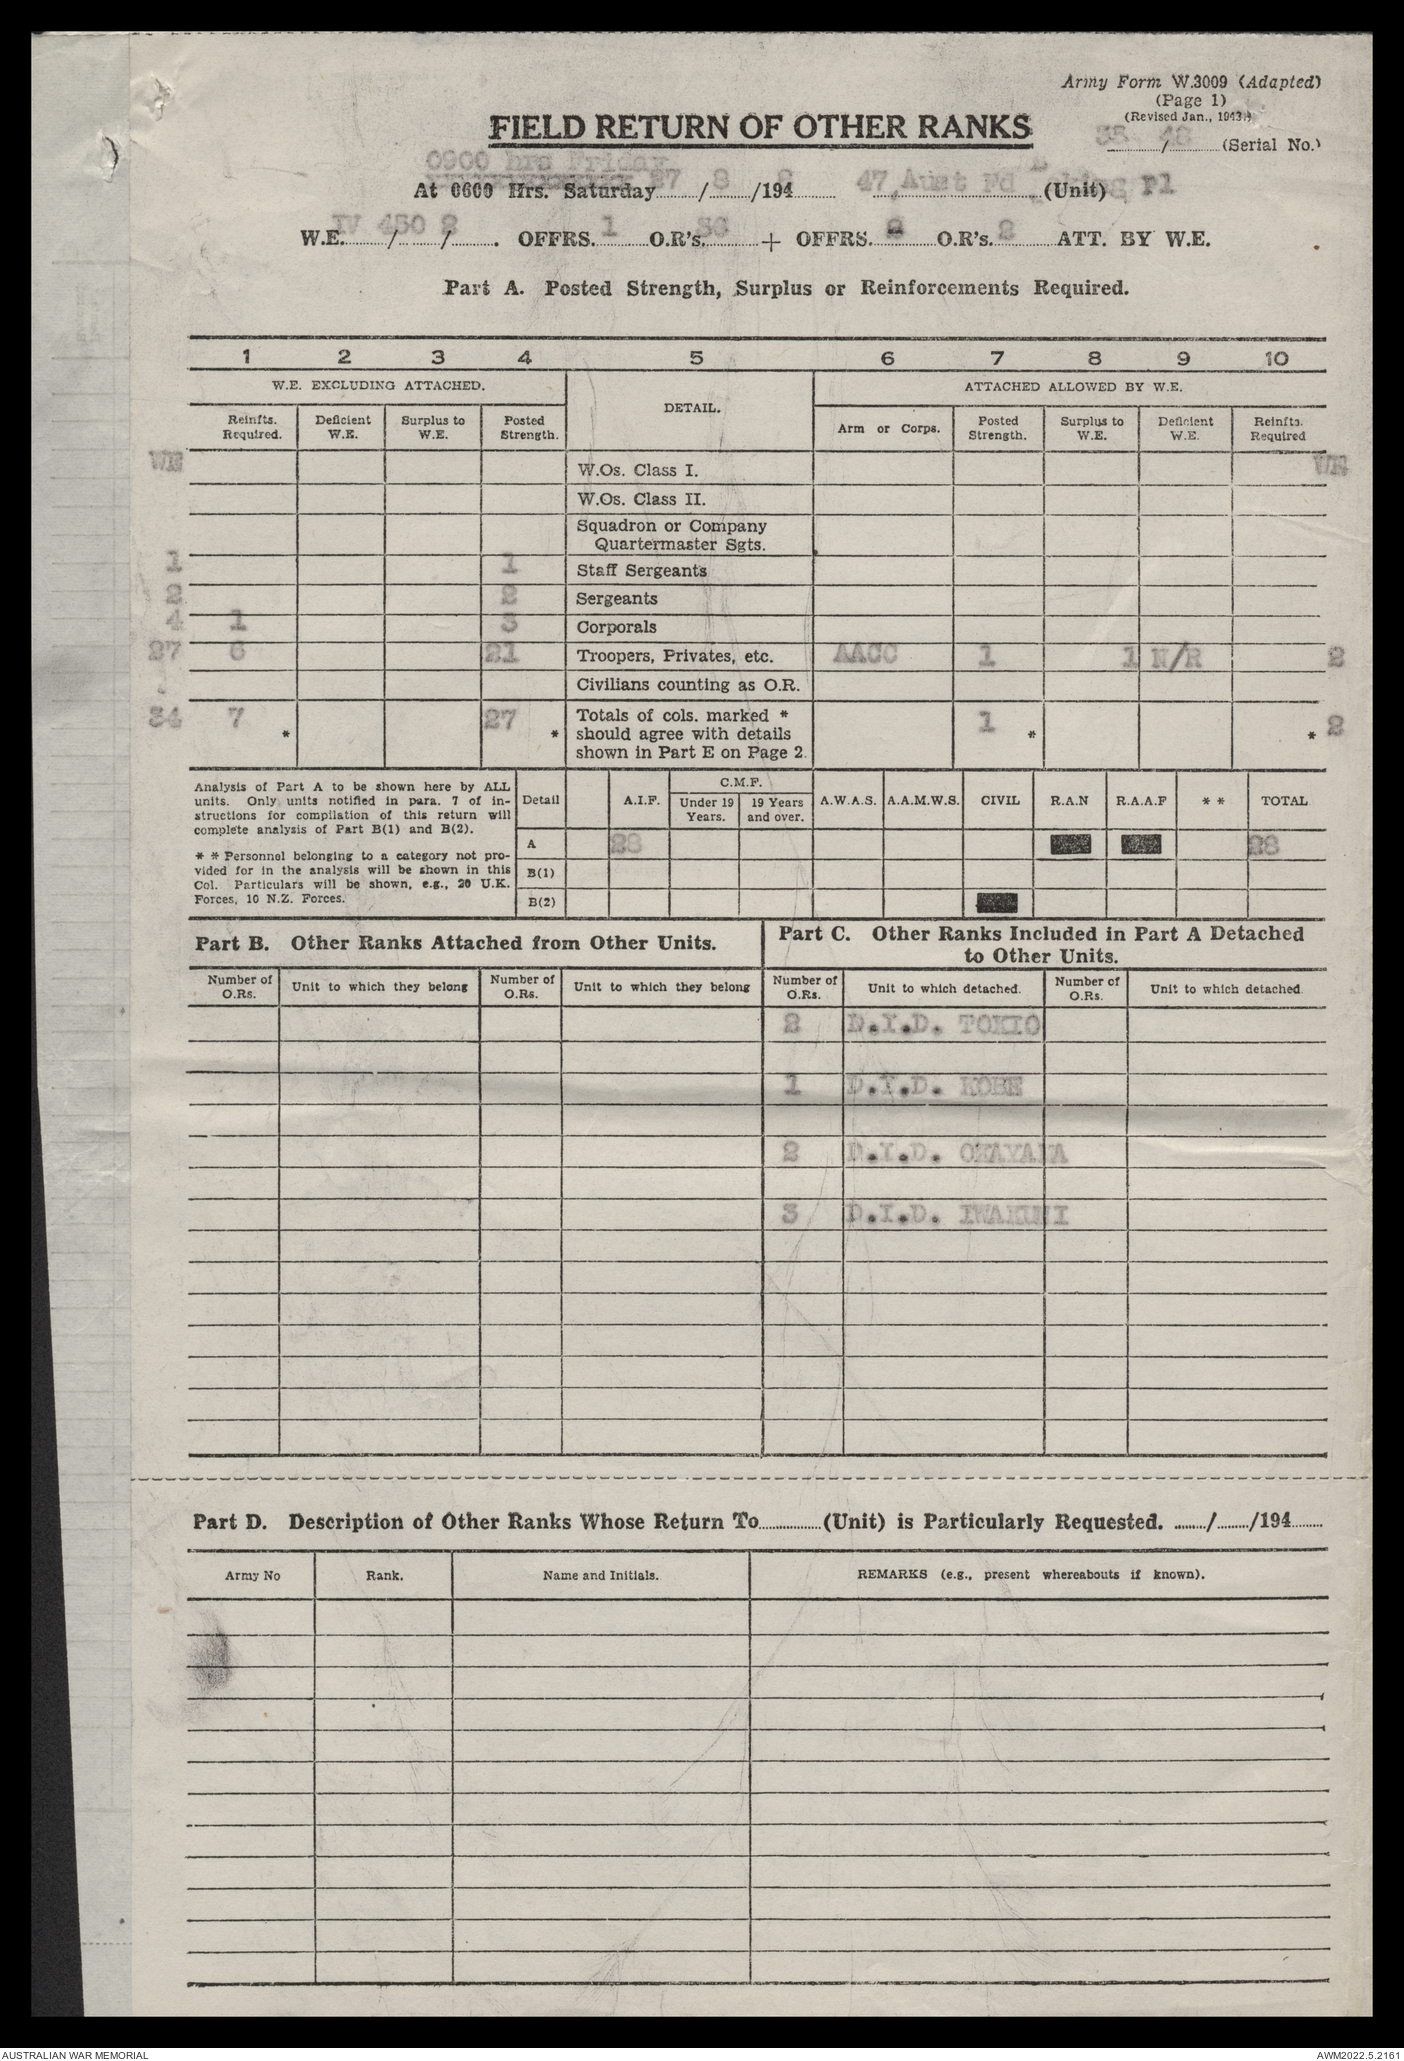 Army Form W.3009 (Adapted)
(Page 1)
(Revised Jan., 1943.)
FIELD RETURN OF OTHER RANKS
35 / 48 (Serial No.)
0900 hrs Friday
At 0600 Hrs. Saturday 27 / 8 / 194 47 Aust Fd Bking Pl (Unit)
W.E. IV / 450 / 2 . OFFRS. 1 O.R's. + OFFRS. O.R's. 2 ATT. BY W.E.
Part A. Posted Strength, Surplus or Reinforcements Required.
1 2 3 4 5 6 7 8 9 10
W.E. EXCLUDING ATTACHED. DETAIL. ATTACHED ALLOWED BY W.E.
Reinfts. Required. Deficient W.E. Surplus to W.E. Posted Strength. Arm or Corps. Posted Strength. Surplus to W.E. Deficient W.E. Reinfts. Required
WE W.Os. Class I. WE
W.Os. Class II.
Squadron or Company
Quartermaster Sgts.
1 1 Staff Sergeants
2 2 Sergeants
4 1 3 Corporals
27 6 21 Troopers, Privates, etc. AACC 1 1 N/R 2
Civilians counting as O.R.
34 7 * 27 * Totals of cols. marked * 1 * * 2
should agree with details
shown in Part E on Page 2.
Analysis of Part A to be shown here by ALL
units. Only units notified in para. 7 of in-
structions for compilation of this return will
complete analysis of Part B(1) and B(2).
* * Personnel belonging to a category not pro-
vided for in the analysis will be shown in this
Col. Particulars will be shown, e.g., 20 U.K.
Forces, 10 N.Z. Forces.
C.M.F.
Detail A.I.F. Under 19 Years. 19 Years and over. A.W.A.S. A.A.M.W.S. CIVIL R.A.N R.A.A.F * * TOTAL
A 28 28
B(1)
B(2)
Part B. Other Ranks Attached from Other Units.
Number of O.Rs. Unit to which they belong Number of O.Rs. Unit to which they belong
Part C. Other Ranks Included in Part A Detached
to Other Units.
Number of O.Rs. Unit to which detached. Number of O.Rs. Unit to which detached
2 D.I.D. TOKIO
1 D.I.D. KOBE
2 D.I.D. OKAYAMA
3 D.I.D. IWAKUNI
Part D. Description of Other Ranks Whose Return To (Unit) is Particularly Requested. / /194
Army No Rank. Name and Initials. REMARKS (e.g., present whereabouts if known).
AUSTRALIAN WAR MEMORIAL
AWM2022.5.2161